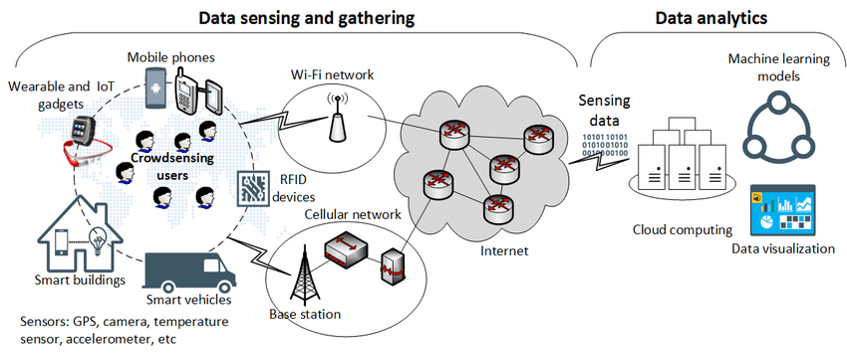 Data sensing and gathering
Data analytics
Mobile phones
Wearable and IoT
gadgets
Wi-Fi network
Machine learning
models
Sensing
data
10101 10101
0101001010
001 000100
Crowdsensing
users
RFID
devices
Cellular network
Internet
Cloud computing
Data visualization
Smart buildings
Smart vehicles
Base station
Sensors: GPS, camera, temperature
sensor, accelerometer, etc